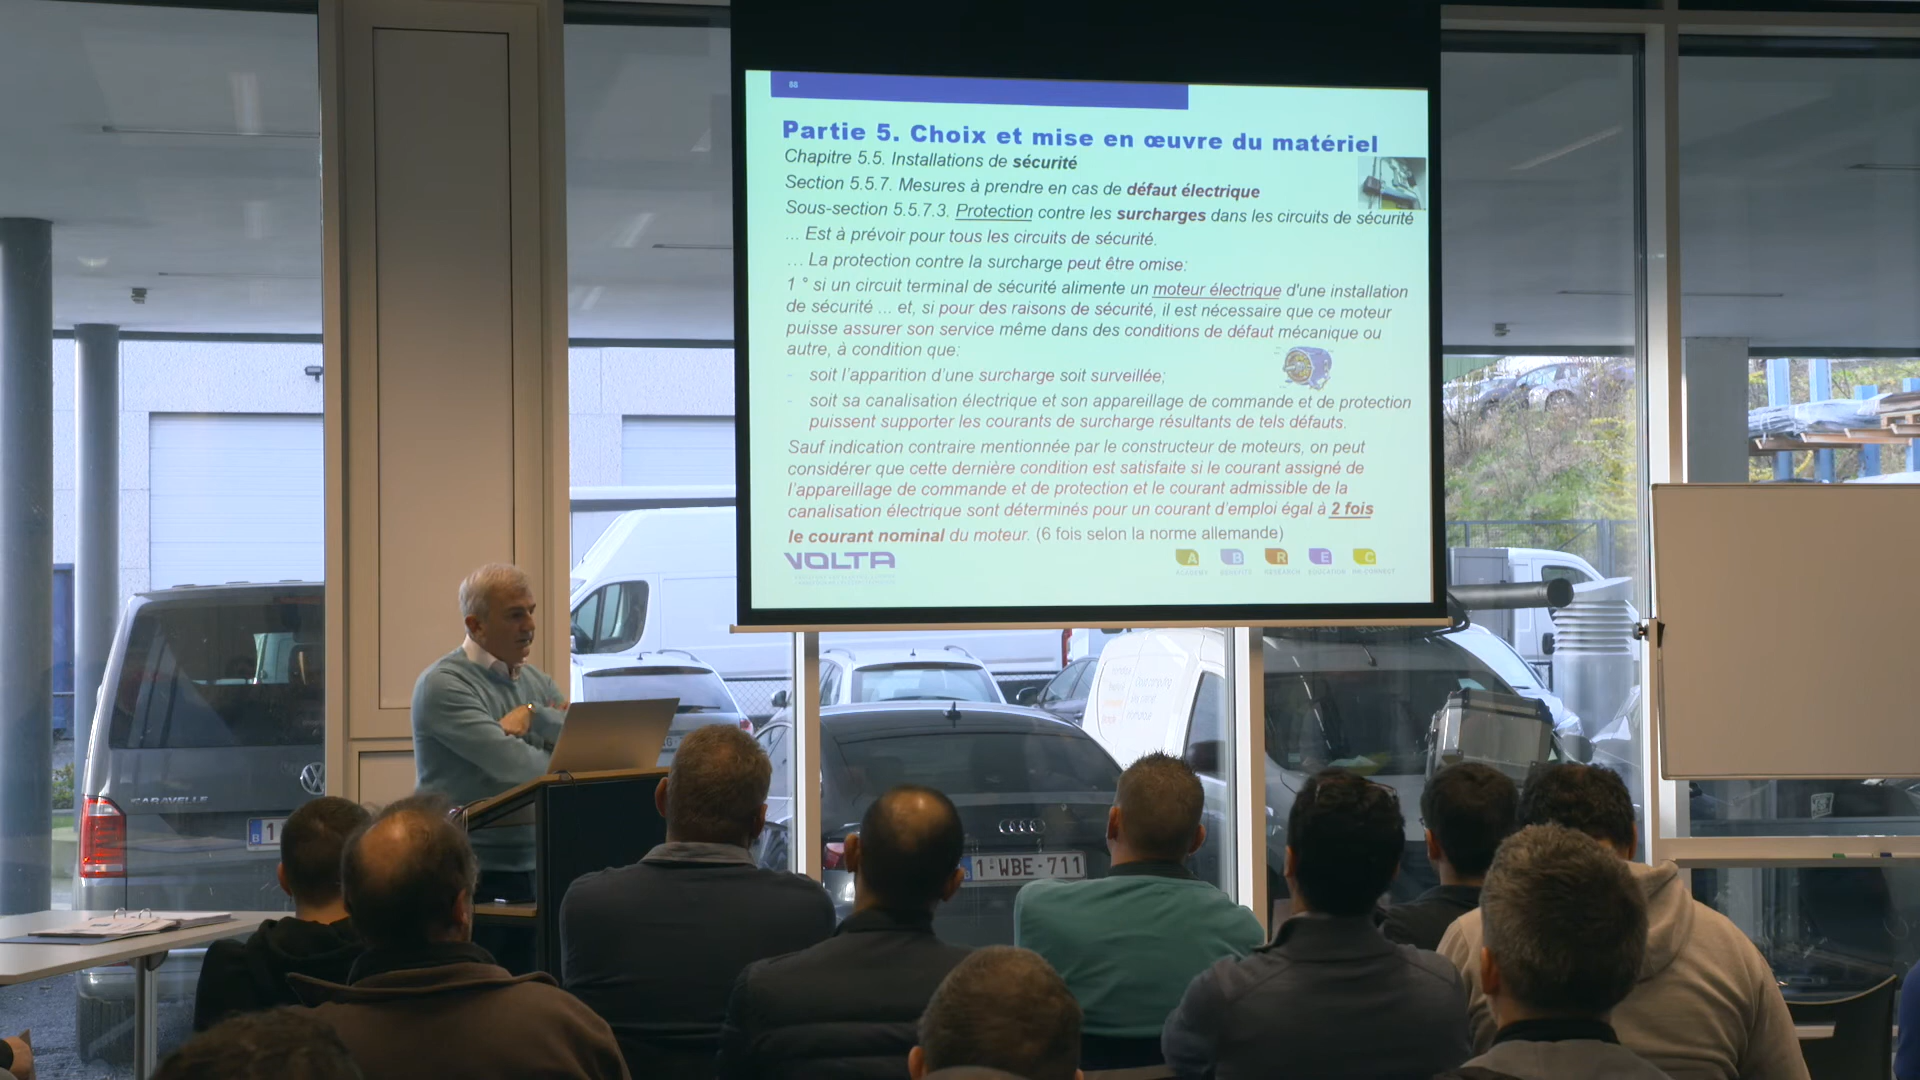 68
Partie 5. Choix et mise en œuvre du matériel
Chapitre 5.5. Installations de sécurité
Section 5.5.7. Mesures à prendre en cas de défaut électrique
Sous-section 5.5.7.3. Protection contre les surcharges dans les circuits de sécurité
... Est à prévoir pour tous les circuits de sécurité.
... La protection contre la surcharge peut être omise:
1 ° si un circuit terminal de sécurité alimente un moteur électrique d'une installation
de sécurité ... et, si pour des raisons de sécurité, il est nécessaire que ce moteur
puisse assurer son service même dans des conditions de défaut mécanique ou
autre, à condition que:
- soit l'apparition d'une surcharge soit surveillée;
- soit sa canalisation électrique et son appareillage de commande et de protection
puissent supporter les courants de surcharge résultants de tels défauts.
Sauf indication contraire mentionnée par le constructeur de moteurs, on peut
considérer que cette dernière condition est satisfaite si le courant assigné de
l'appareillage de commande et de protection et le courant admissible de la
canalisation électrique sont déterminés pour un courant d'emploi égal à 2 fois
le courant nominal du moteur. (6 fois selon la norme allemande)
VOLTA
A B R E C
ACADEMY BENEFITS RESEARCH EDUCATION
CARAVELLE
B 1
1-WBE-711